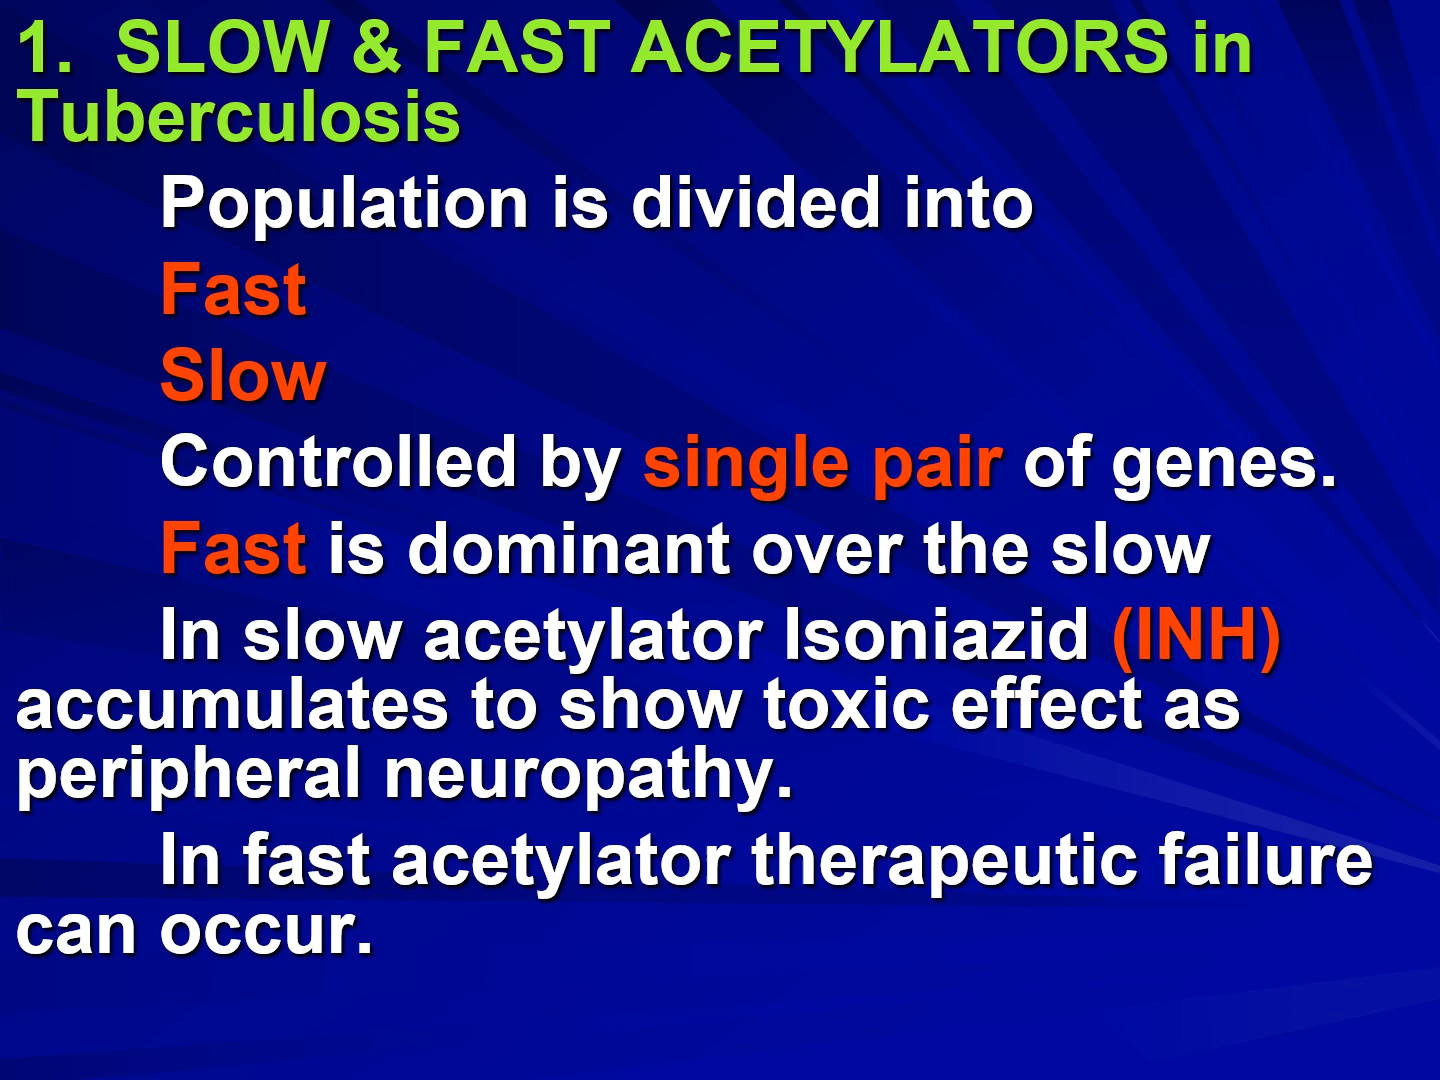 1. SLOW & FAST ACETYLATORS in
Tuberculosis
Population is divided into
Fast
Slow
Controlled by single pair of genes.
Fast is dominant over the slow
In slow acetylator Isoniazid (INH)
accumulates to show toxic effect as
peripheral neuropathy.
In fast acetylator therapeutic failure
can occur.